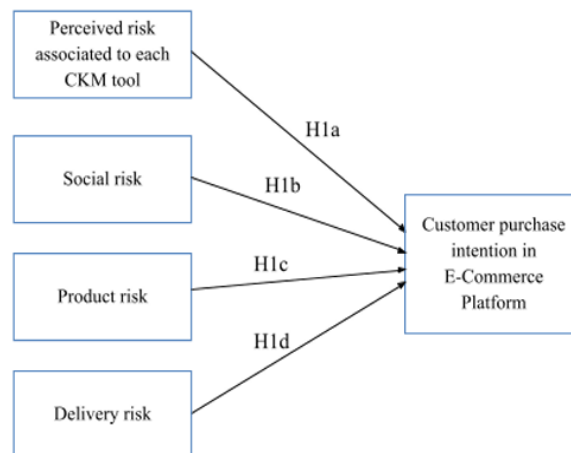 Perceived risk
associated to each
CKM tool
H1a
Social risk
H1b
Customer purchase
intention in
E-Commerce
Platform
Product risk
H1c
H1d
Delivery risk